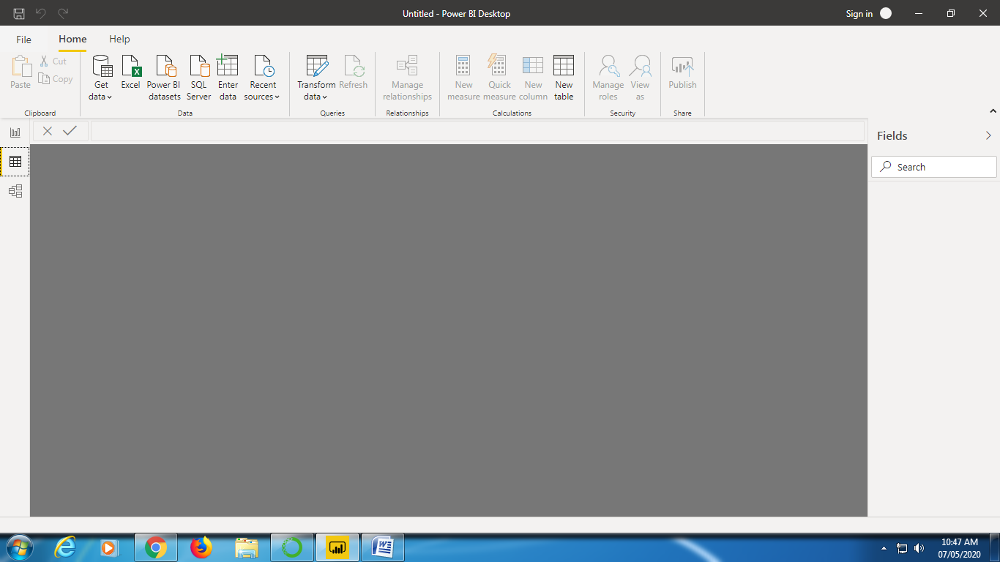 Untitled - Power BI Desktop
Sign in
File Home Help
Paste
Cut
Copy
Clipboard
Get data
Excel
Power BI datasets
SQL Server
Enter data
Recent sources
Data
Transform data
Refresh
Queries
Manage relationships
Relationships
New measure
Quick measure
New column
New table
Calculations
Manage roles
View as
Security
Publish
Share
Fields
Search
10:47 AM
07/05/2020